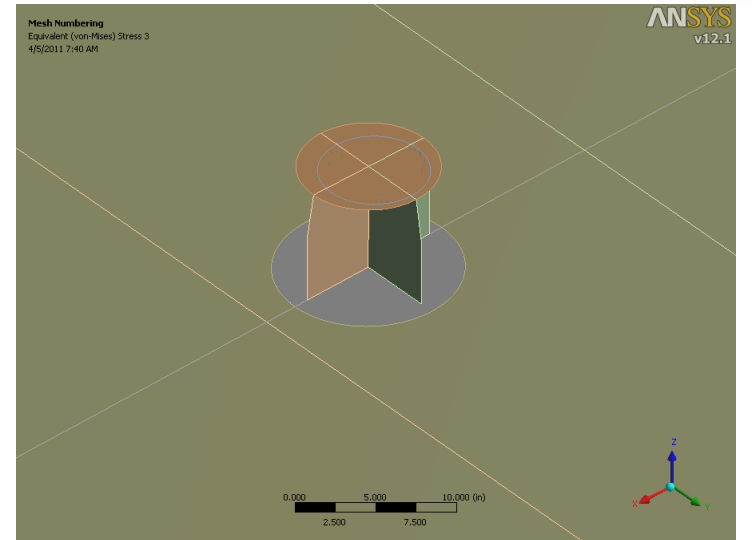 Mesh Numbering
Equivalent (von-Mises) Stress 3
4/5/2011 7:40 AM
ANSYS
v12.1
Z
X
Y
0.000 5.000 10.000 (in)
2.500 7.500